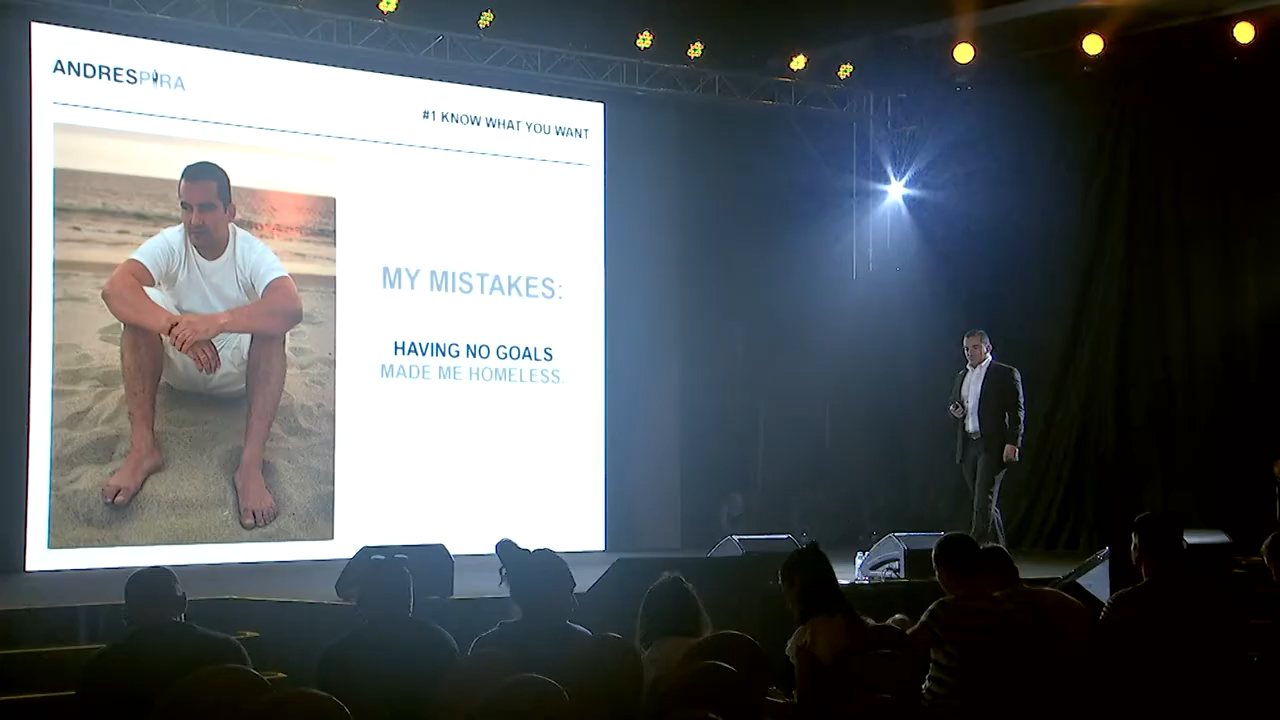 ANDRESPIRA
#1 KNOW WHAT YOU WANT
MY MISTAKES:
HAVING NO GOALS
MADE ME HOMELESS.